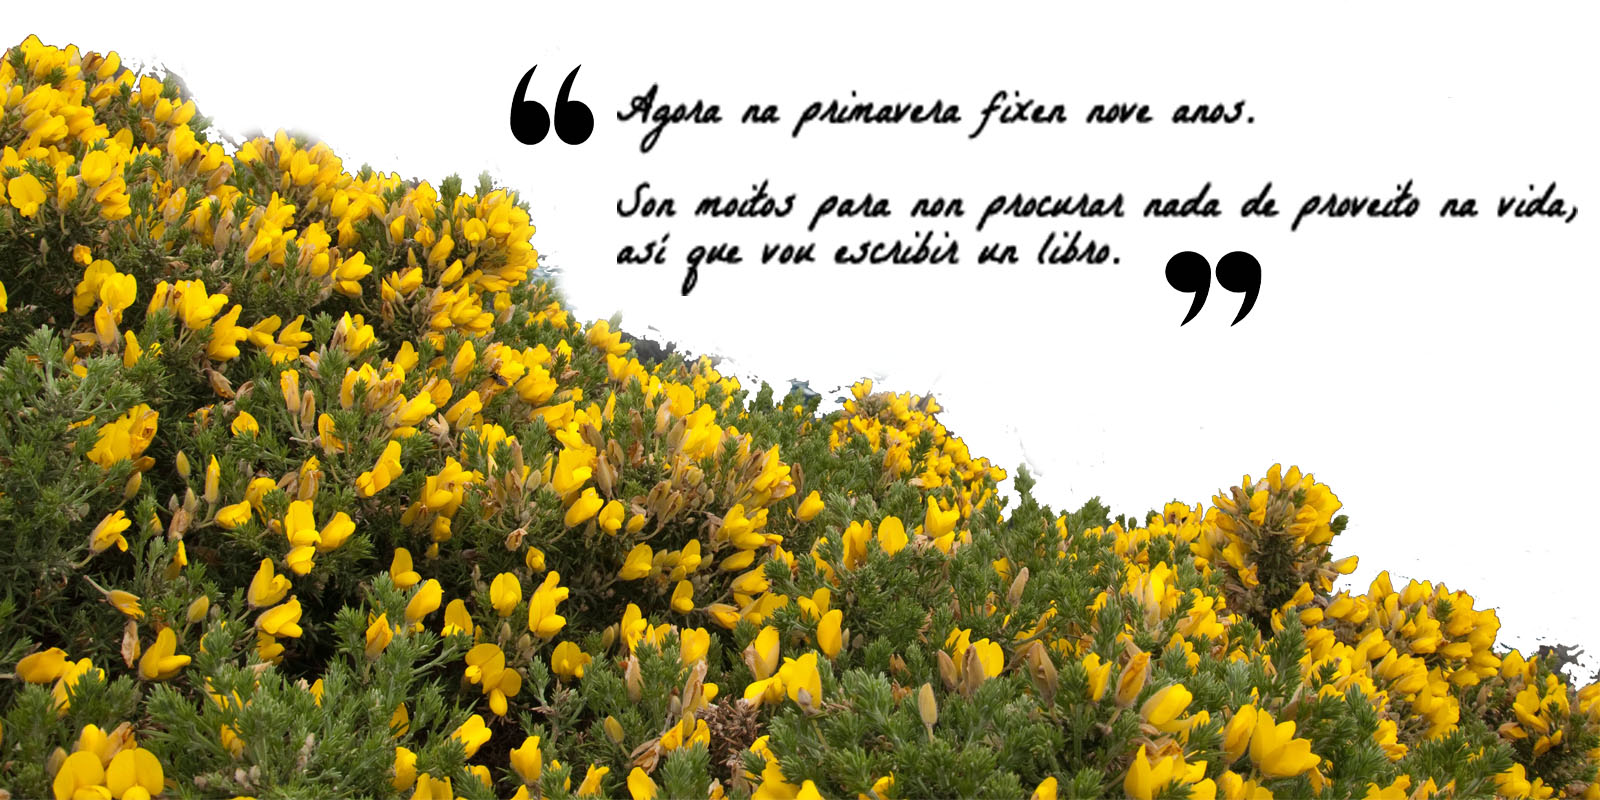 “ Agora na primavera fixen nove anos.
Son moitos para non procurar nada de proveito na vida,
así que vou escribir un libro. ”